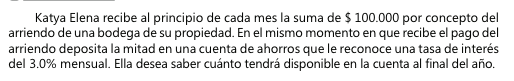 Katya Elena recibe al principio de cada mes la suma de $ 100.000 por concepto del
arriendo de una bodega de su propiedad. En el mismo momento en que recibe el pago del
arriendo deposita la mitad en una cuenta de ahorros que le reconoce una tasa de interés
del 3.0% mensual. Ella desea saber cuánto tendrá disponible en la cuenta al final del año.